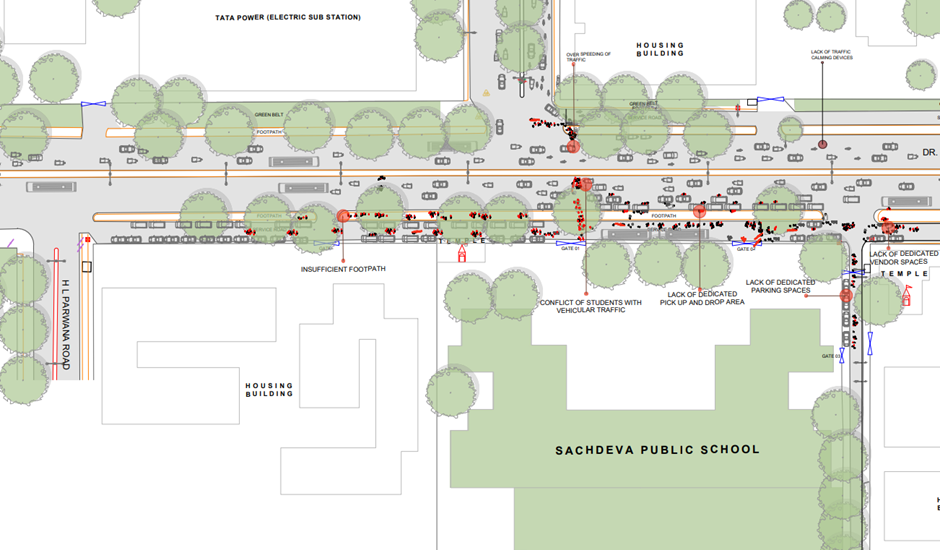 TATA POWER (ELECTRIC SUB STATION)
HOUSING
BUILDING
OVER SPEEDING OF
TRAFFIC
LACK OF TRAFFIC
CALMING DEVICES
GREEN BELT
GREEN BELT
FOOTPATH
DR.
FOOTPATH
FOOTPATH
TEMPLE
GATE 01
GATE 04
INSUFFICIENT FOOTPATH
CONFLICT OF STUDENTS WITH
VEHICULAR TRAFFIC
LACK OF DEDICATED
PICK UP AND DROP AREA
LACK OF DEDICATED
PARKING SPACES
LACK OF DEDICATED
VENDOR SPACES
TEMPLE
H L PARWANA ROAD
GATE 03
HOUSING
BUILDING
SACHDEVA PUBLIC SCHOOL